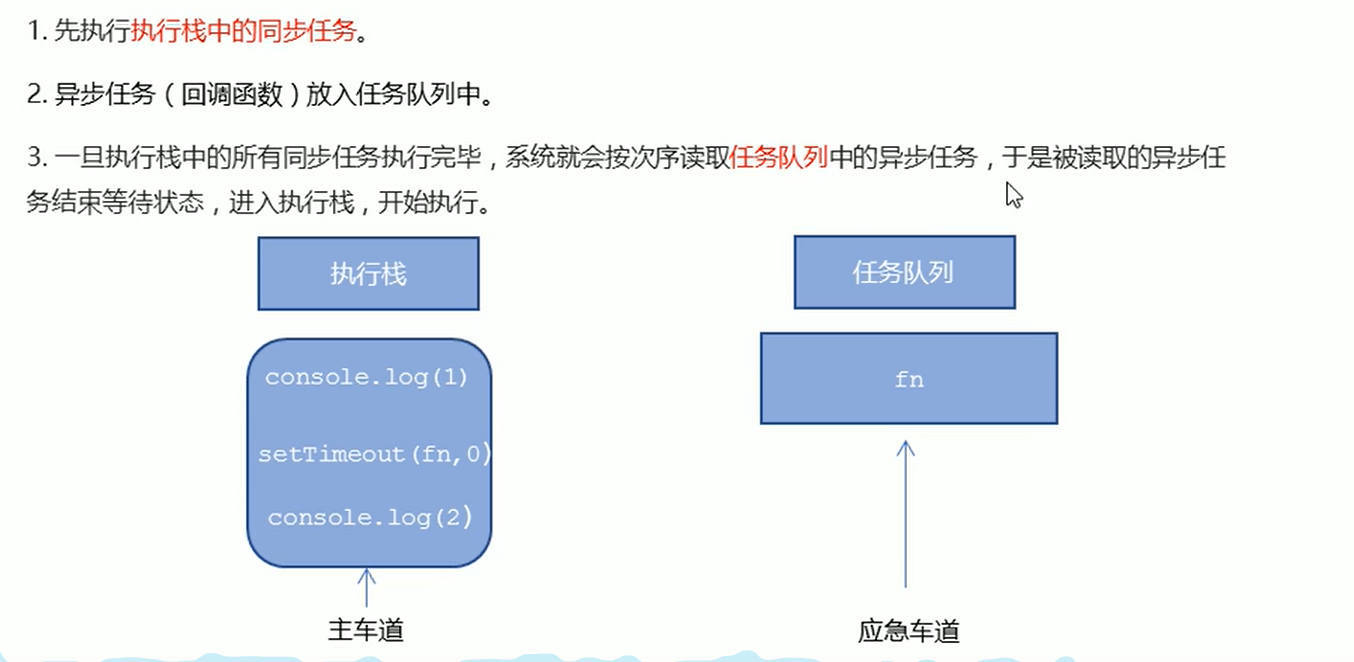 1. 先执行执行栈中的同步任务。
2. 异步任务（回调函数）放入任务队列中。
3. 一旦执行栈中的所有同步任务执行完毕，系统就会按次序读取任务队列中的异步任务，于是被读取的异步任
务结束等待状态，进入执行栈，开始执行。
执行栈
任务队列
console.log(1)
fn
setTimeout(fn,0)
console.log(2)
主车道
应急车道